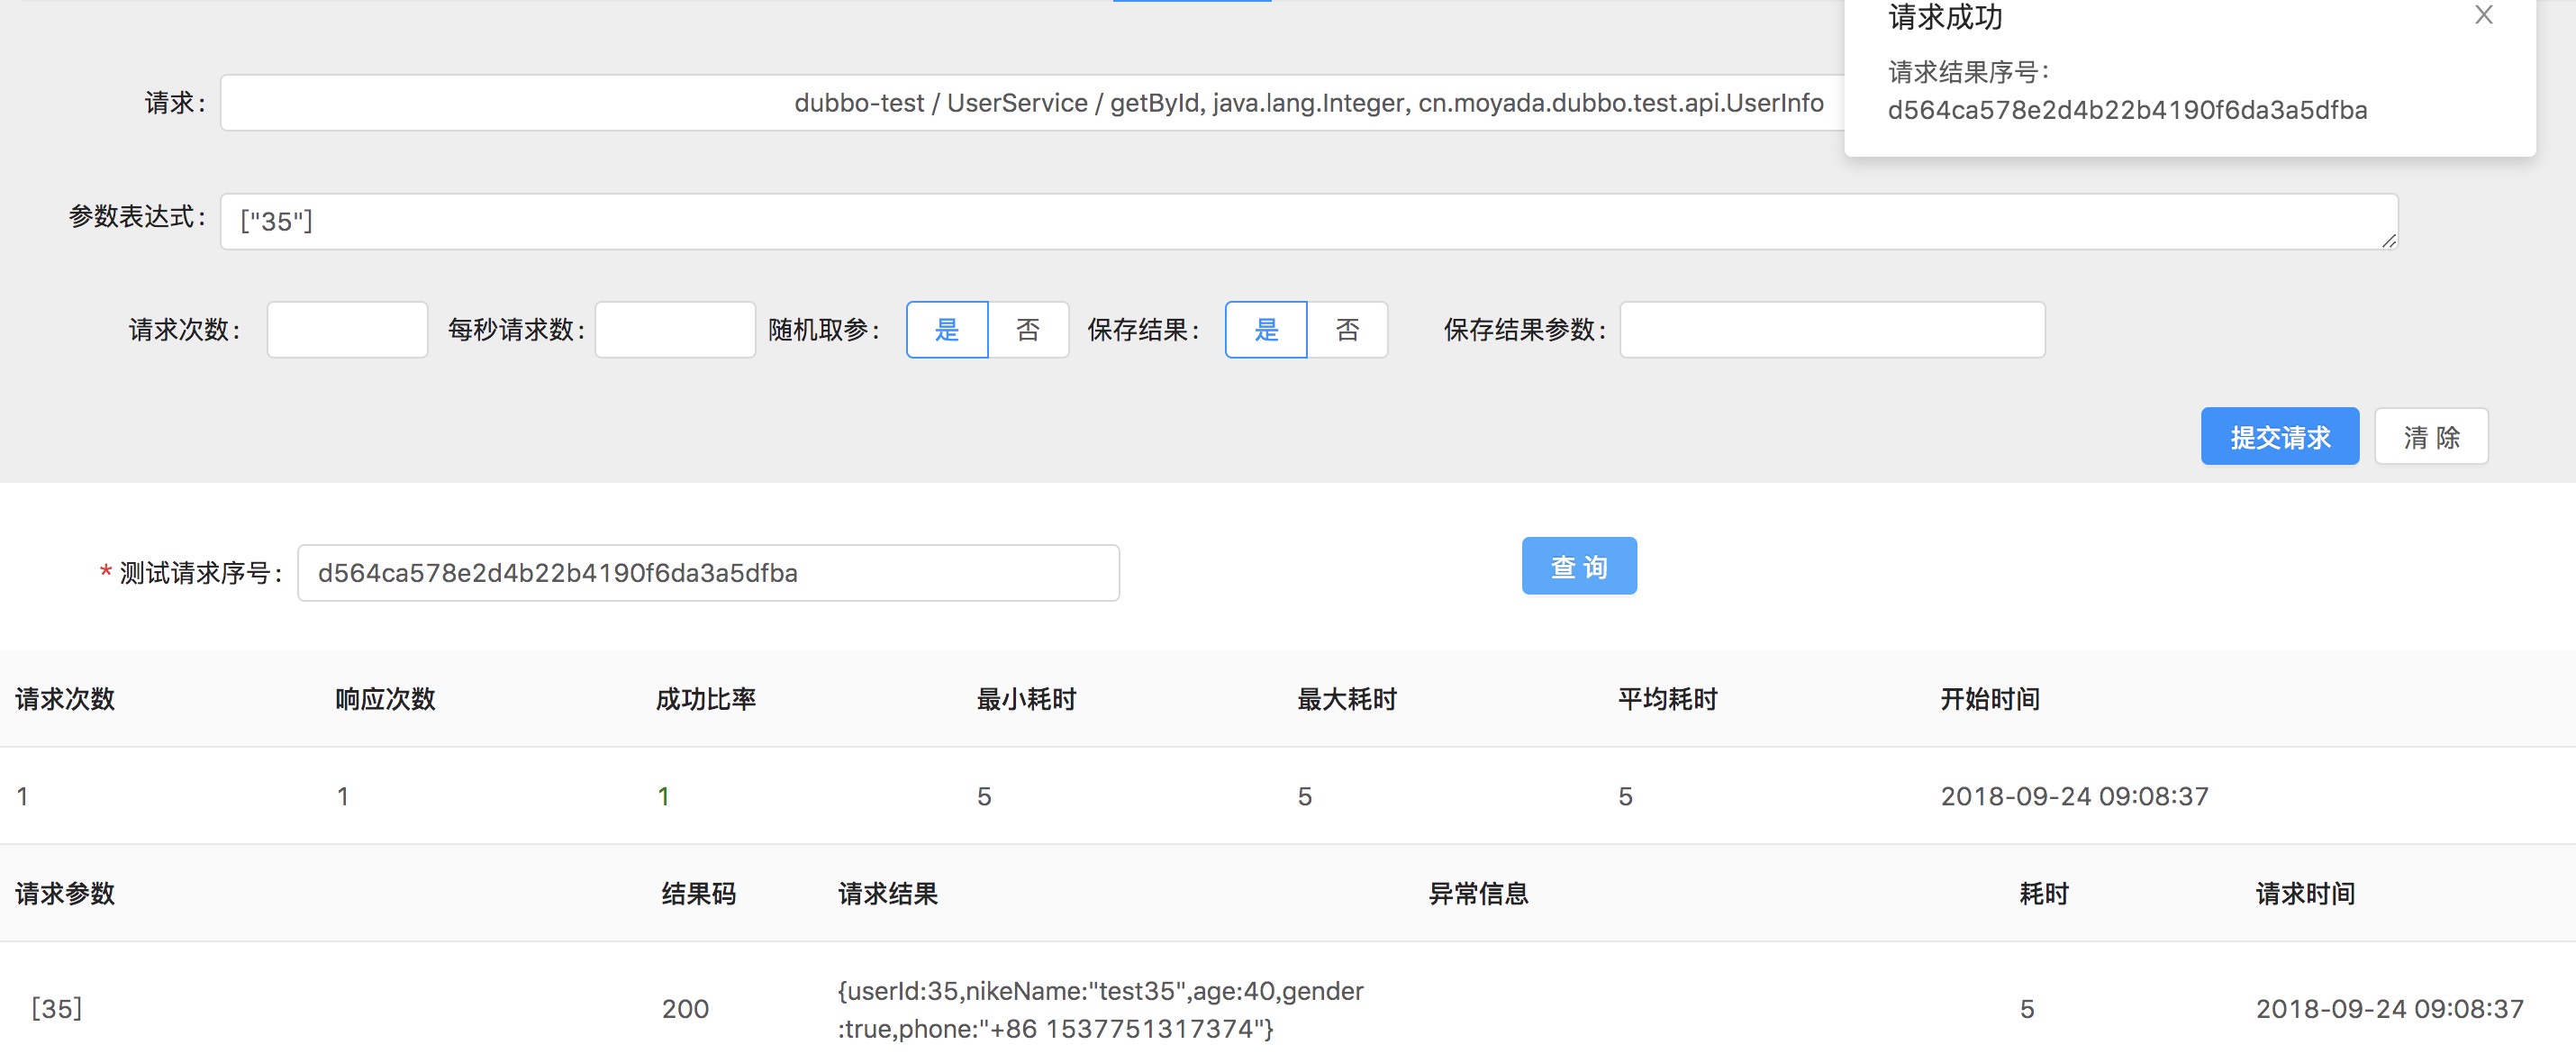 请求成功
请求结果序号：
d564ca578e2d4b22b4190f6da3a5dfba
请求： dubbo-test / UserService / getById, java.lang.Integer, cn.moyada.dubbo.test.api.UserInfo
参数表达式： ["35"]
请求次数： 每秒请求数： 随机取参： 是 否 保存结果： 是 否 保存结果参数：
提交请求 清 除
* 测试请求序号： d564ca578e2d4b22b4190f6da3a5dfba 查 询
请求次数 响应次数 成功比率 最小耗时 最大耗时 平均耗时 开始时间
1 1 1 5 5 5 2018-09-24 09:08:37
请求参数 结果码 请求结果 异常信息 耗时 请求时间
[35] 200 {userId:35,nikeName:"test35",age:40,gender 5 2018-09-24 09:08:37
:true,phone:"+86 1537751317374"}